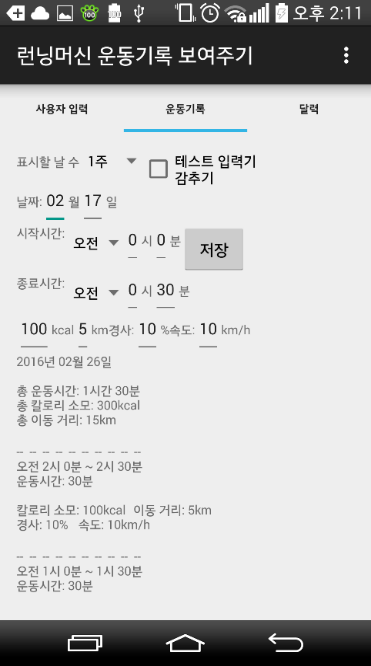 오후 2:11
런닝머신 운동기록 보여주기
사용자 입력 운동기록 달력
표시할 날 수 1주 테스트 입력기 감추기
날짜: 02 월 17 일
시작시간: 오전 0 시 0 분 저장
종료시간: 오전 0 시 30 분
100 kcal 5 km경사: 10 %속도: 10 km/h
2016년 02월 26일
총 운동시간: 1시간 30분
총 칼로리 소모: 300kcal
총 이동 거리: 15km
-- -- -- -- -- -- -- -- -- --
오전 2시 0분 ~ 2시 30분
운동시간: 30분
칼로리 소모: 100kcal 이동 거리: 5km
경사: 10% 속도: 10km/h
-- -- -- -- -- -- -- -- -- --
오전 1시 0분 ~ 1시 30분
운동시간: 30분